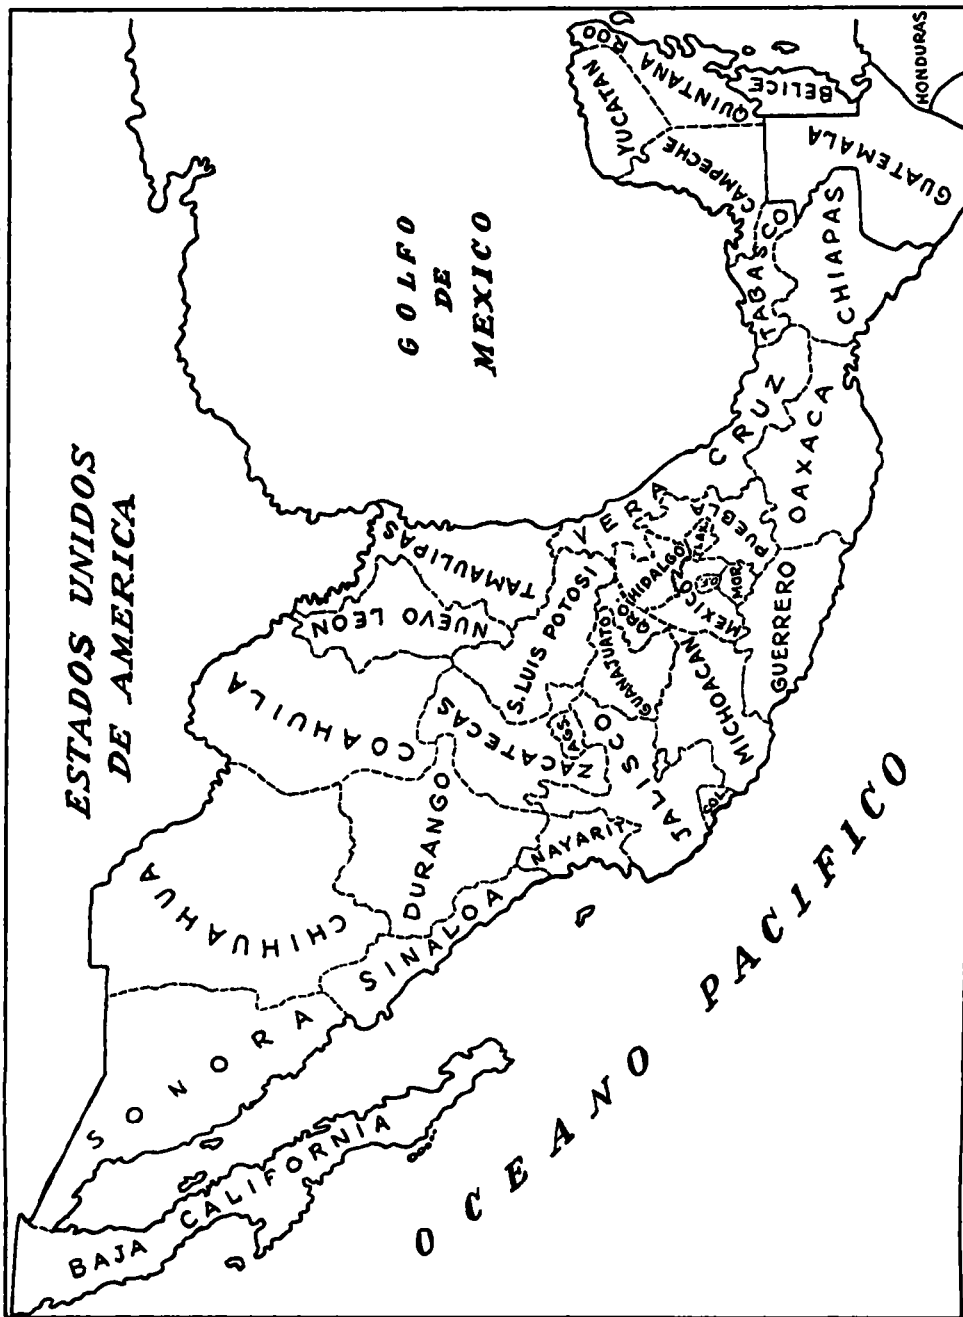 ESTADOS UNIDOS
DE AMERICA
GOLFO
DE
MEXICO
OCEANO PACIFICO
BAJA CALIFORNIA
SONORA
CHIHUAHUA
COAHUILA
NUEVO LEON
TAMAULIPAS
SINALOA
DURANGO
ZACATECAS
S. LUIS POTOSI
NAYARIT
AGS.
JALISCO
GUANAJUATO
QRO.
HIDALGO
VERA CRUZ
COL.
MICHOACAN
MEXICO
D.F.
TLAX.
MOR.
PUEBLA
GUERRERO
OAXACA
TABASCO
CHIAPAS
CAMPECHE
YUCATAN
QUINTANA ROO
BELICE
GUATEMALA
HONDURAS